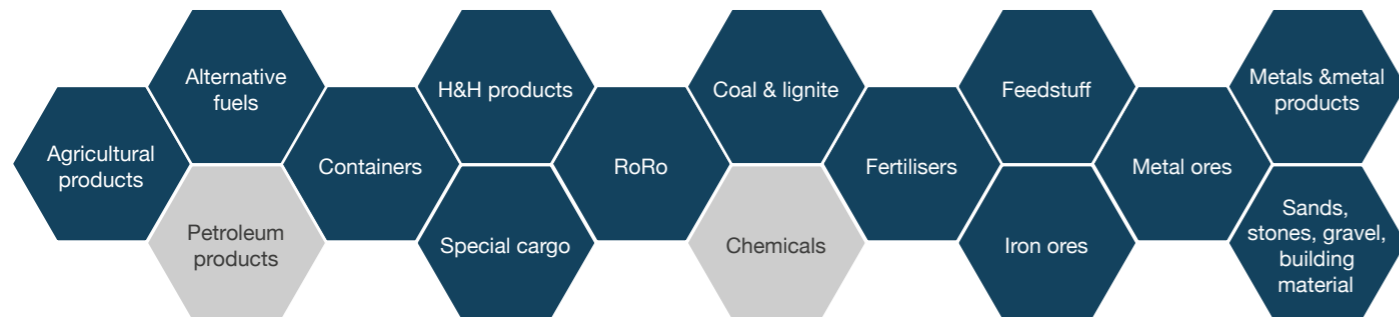 Agricultural
products
Alternative
fuels
Petroleum
products
Containers
H&H products
Special cargo
RoRo
Coal & lignite
Chemicals
Fertilisers
Feedstuff
Iron ores
Metal ores
Metals &metal
products
Sands,
stones, gravel,
building
material